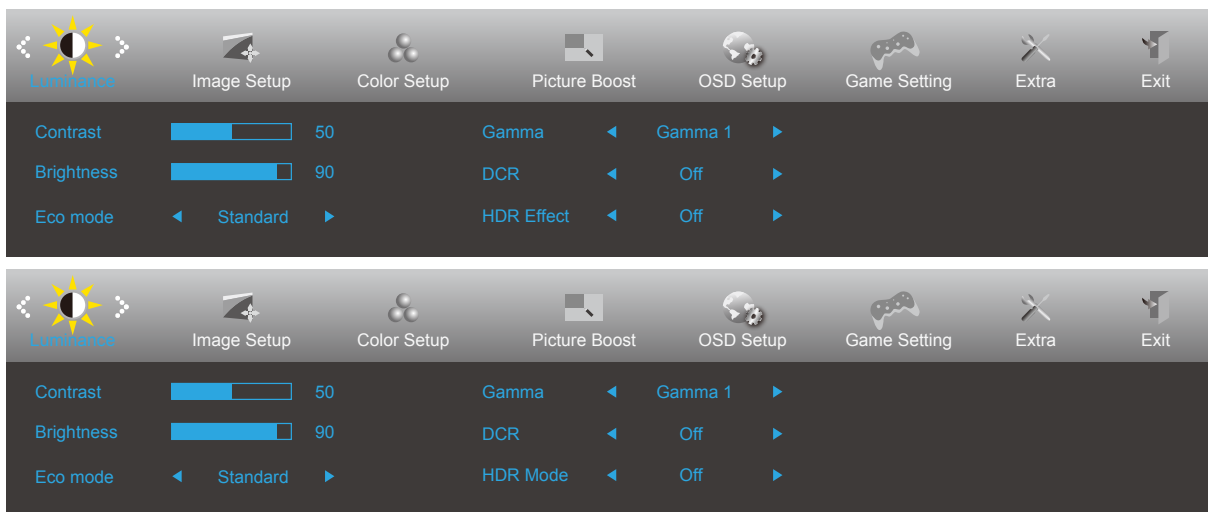 Luminance Image Setup Color Setup Picture Boost OSD Setup Game Setting Extra Exit
Contrast 50 Gamma Gamma 1
Brightness 90 DCR Off
Eco mode Standard HDR Effect Off
Luminance Image Setup Color Setup Picture Boost OSD Setup Game Setting Extra Exit
Contrast 50 Gamma Gamma 1
Brightness 90 DCR Off
Eco mode Standard HDR Mode Off